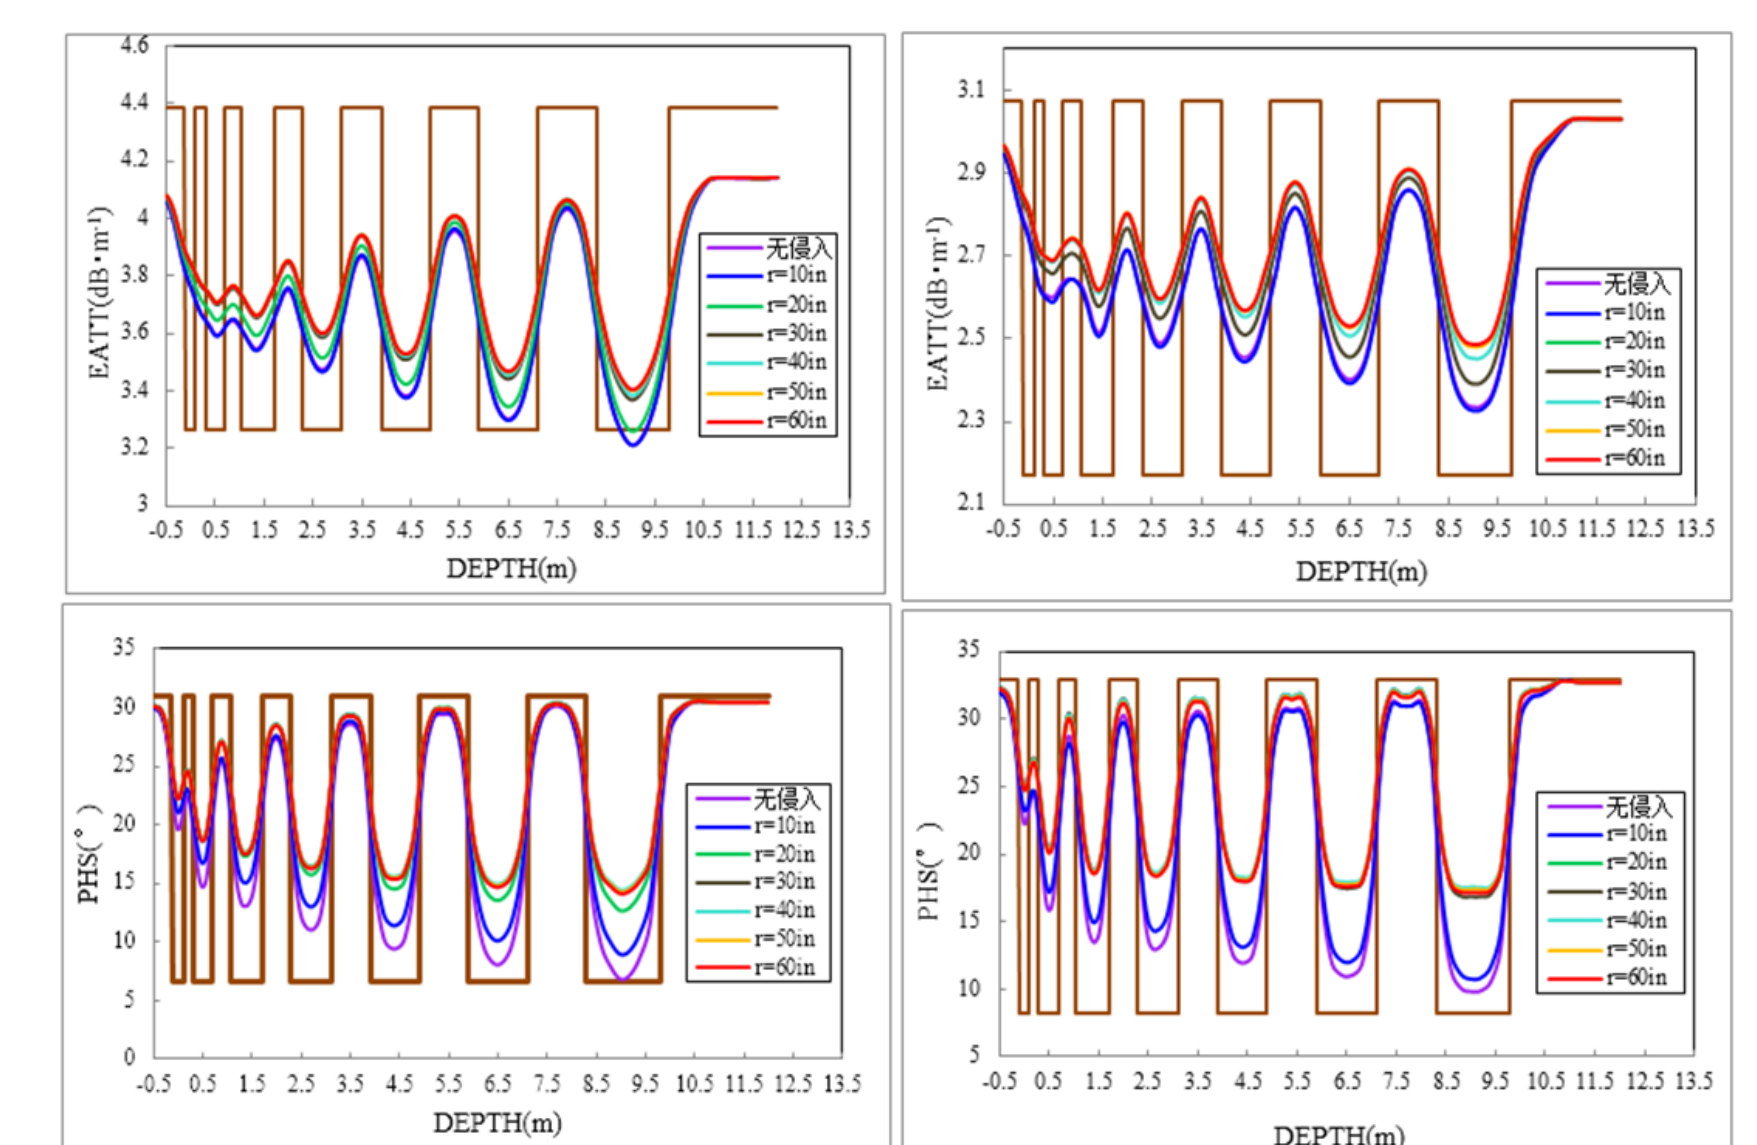 4.6
4.4
4.2
4
3.8
3.6
3.4
3.2
3
EATT(dB·m-1)
-0.5 0.5 1.5 2.5 3.5 4.5 5.5 6.5 7.5 8.5 9.5 10.5 11.5 12.5 13.5
DEPTH(m)
无侵入
r=10in
r=20in
r=30in
r=40in
r=50in
r=60in
3.1
2.9
2.7
2.5
2.3
2.1
EATT(dB·m-1)
-0.5 0.5 1.5 2.5 3.5 4.5 5.5 6.5 7.5 8.5 9.5 10.5 11.5 12.5 13.5
DEPTH(m)
无侵入
r=10in
r=20in
r=30in
r=40in
r=50in
r=60in
35
30
25
20
15
10
5
0
PHS(°)
-0.5 0.5 1.5 2.5 3.5 4.5 5.5 6.5 7.5 8.5 9.5 10.5 11.5 12.5 13.5
DEPTH(m)
无侵入
r=10in
r=20in
r=30in
r=40in
r=50in
r=60in
35
30
25
20
15
10
5
PHS(°)
-0.5 0.5 1.5 2.5 3.5 4.5 5.5 6.5 7.5 8.5 9.5 10.5 11.5 12.5 13.5
DEPTH(m)
无侵入
r=10in
r=20in
r=30in
r=40in
r=50in
r=60in